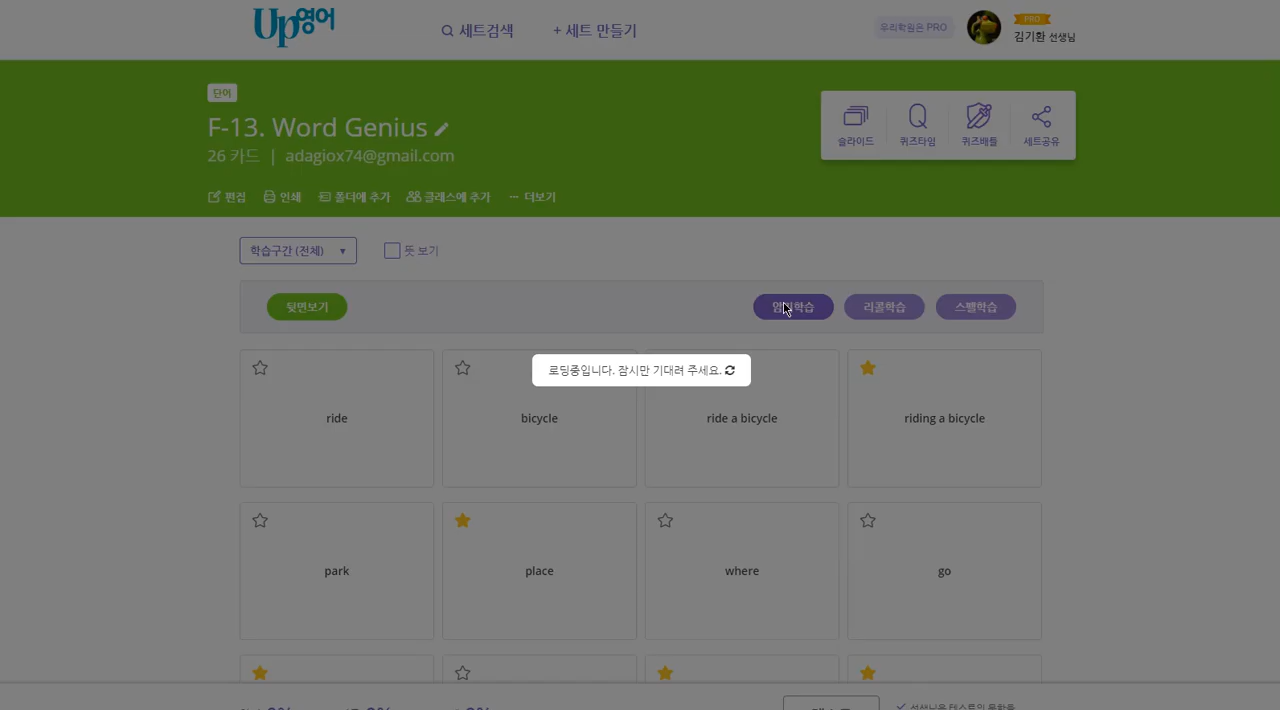 Up영어
세트검색
+ 세트 만들기
우리학원은 PRO
PRO
김기환 선생님
단어
F-13. Word Genius
26 카드 | adagiox74@gmail.com
편집
인쇄
폴더에 추가
클래스에 추가
··· 더보기
슬라이드
퀴즈타임
퀴즈배틀
세트공유
학습구간 (전체) ▼
뜻 보기
뒷면보기
암기학습
리콜학습
스펠학습
로딩중입니다. 잠시만 기대려 주세요.
ride
bicycle
ride a bicycle
riding a bicycle
park
place
where
go